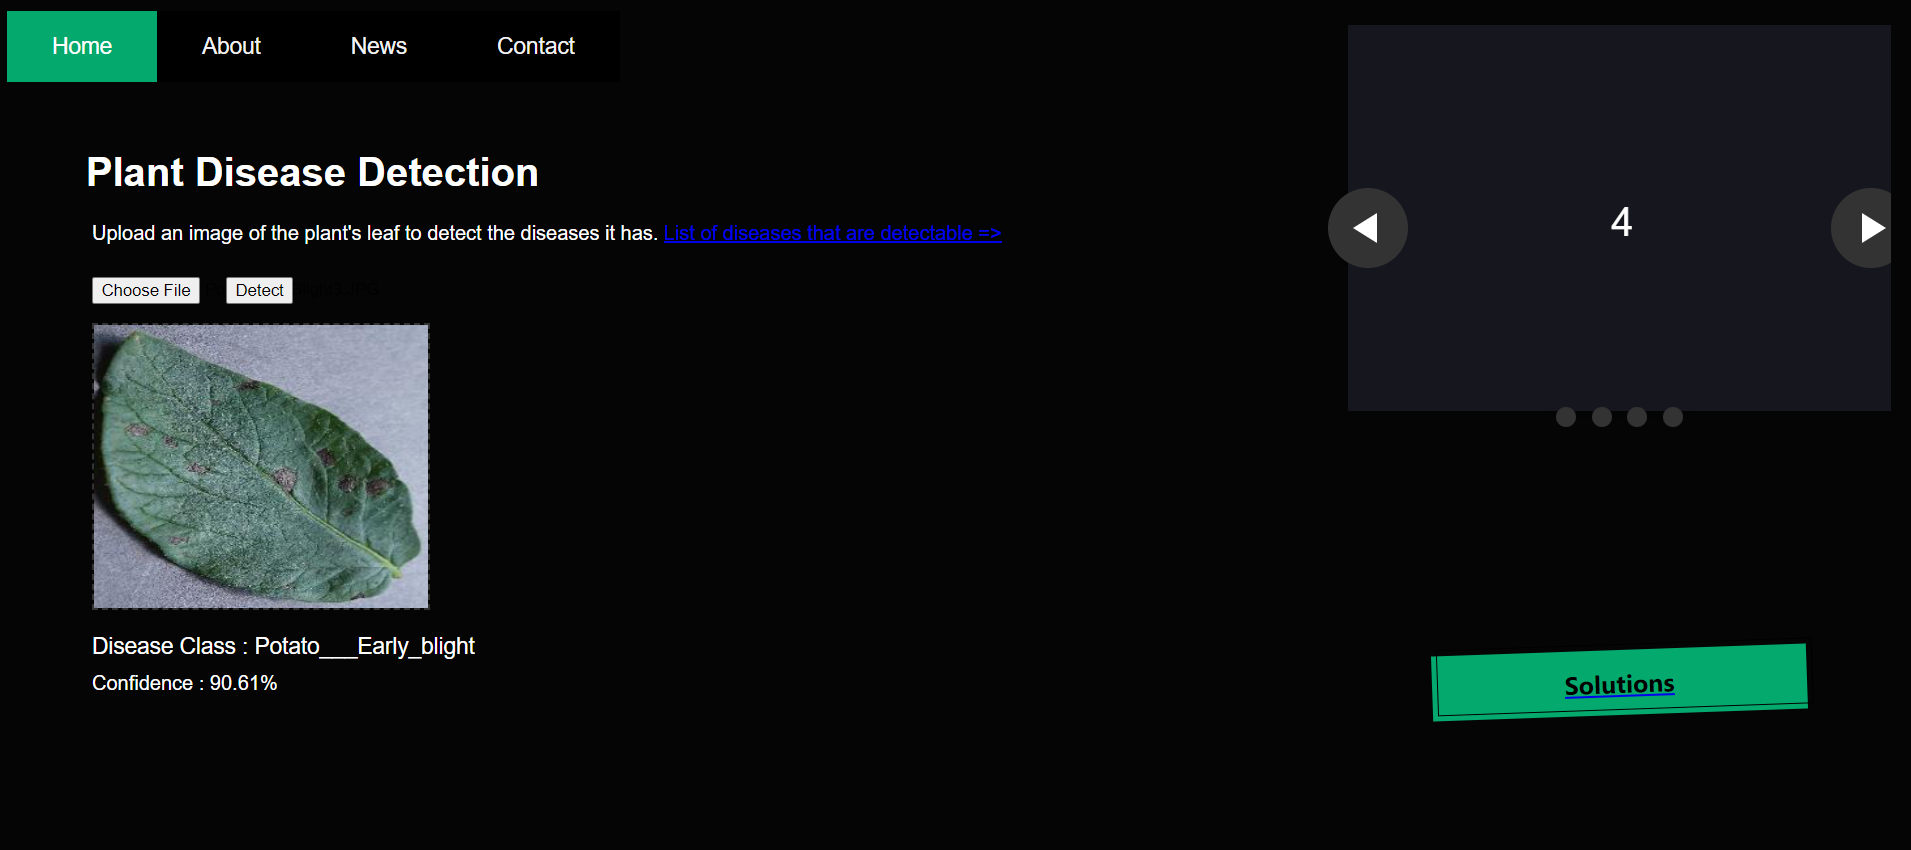 Home About News Contact
Plant Disease Detection
Upload an image of the plant's leaf to detect the diseases it has. List of diseases that are detectable =>
Choose File Detect
4
Disease Class : Potato___Early_blight
Confidence : 90.61%
Solutions